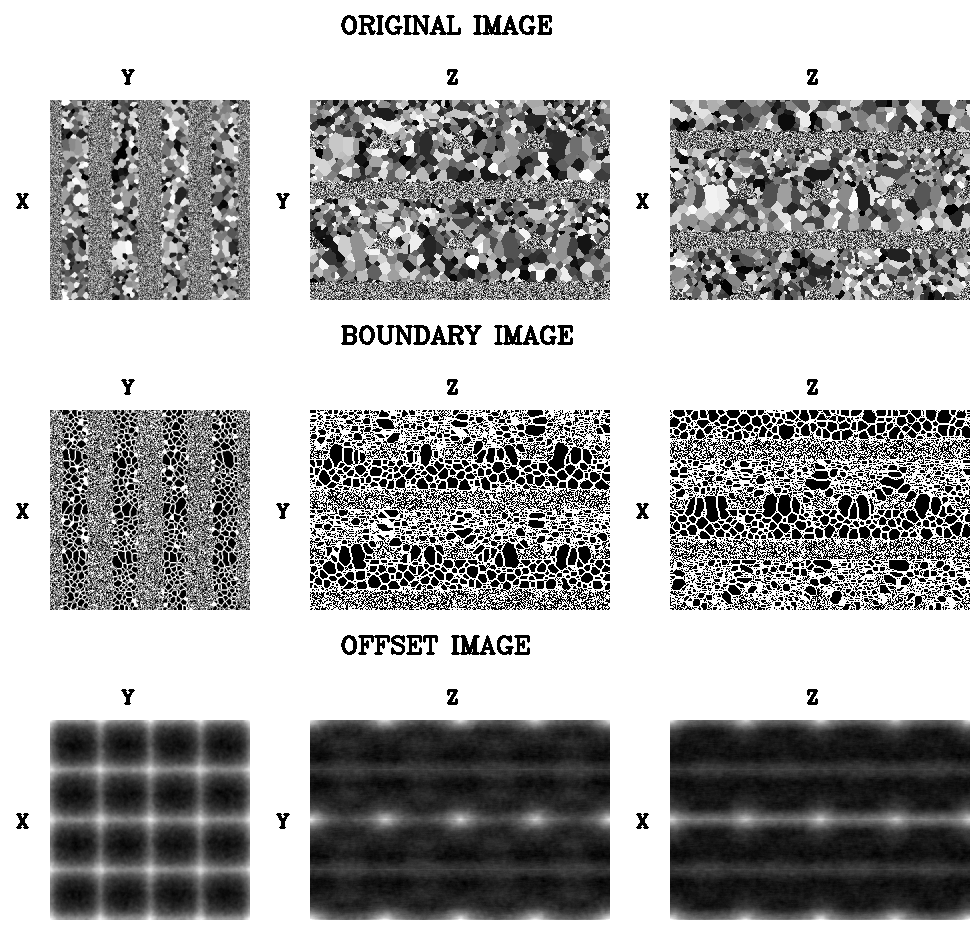 ORIGINAL IMAGE
Y Z Z
X Y X
BOUNDARY IMAGE
Y Z Z
X Y X
OFFSET IMAGE
Y Z Z
X Y X